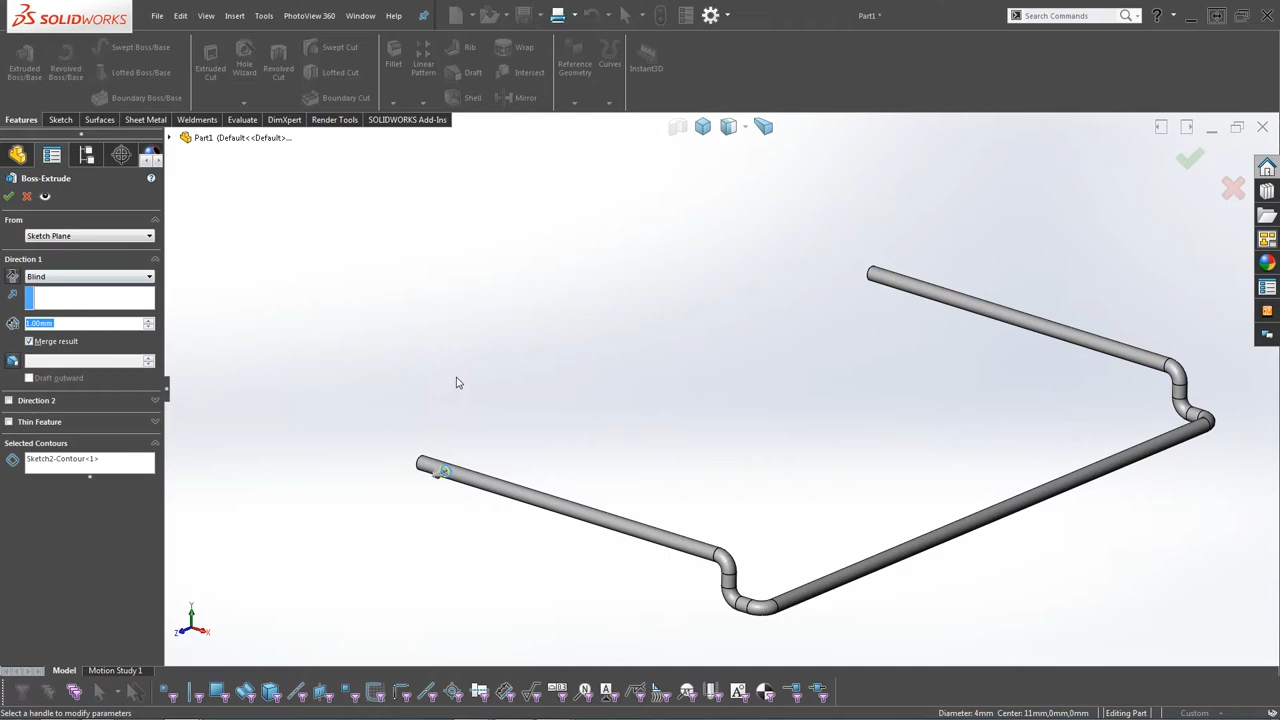 SOLIDWORKS File Edit View Insert Tools PhotoView 360 Window Help Part1 * Search Commands ?
Extruded Boss/Base
Revolved Boss/Base
Swept Boss/Base
Lofted Boss/Base
Boundary Boss/Base
Extruded Cut
Hole Wizard
Revolved Cut
Swept Cut
Lofted Cut
Boundary Cut
Fillet
Linear Pattern
Rib
Draft
Shell
Wrap
Intersect
Mirror
Reference Geometry
Curves
Instant3D
Features Sketch Surfaces Sheet Metal Weldments Evaluate DimXpert Render Tools SOLIDWORKS Add-Ins
Part1 (Default<<Default>...
Boss-Extrude
From
Sketch Plane
Direction 1
Blind
1.00mm
Merge result
Draft outward
Direction 2
Thin Feature
Selected Contours
Sketch2-Contour<1>
Y
Z X
Model Motion Study 1
Select a handle to modify parameters Diameter: 4mm Center: 11mm,0mm,0mm Editing Part Custom